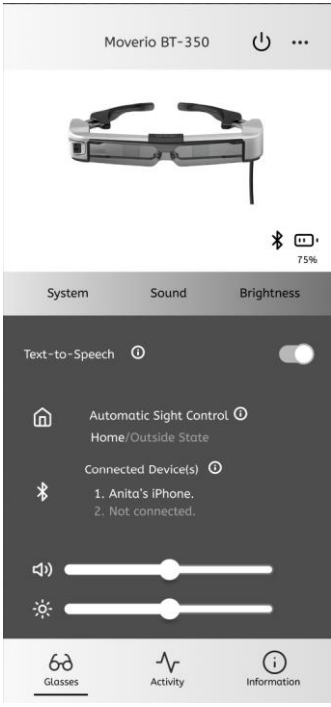 Moverio BT-350
75%
System Sound Brightness
Text-to-Speech
Automatic Sight Control
Home/Outside State
Connected Device(s)
1. Anita's iPhone.
2. Not connected.
Glasses Activity Information